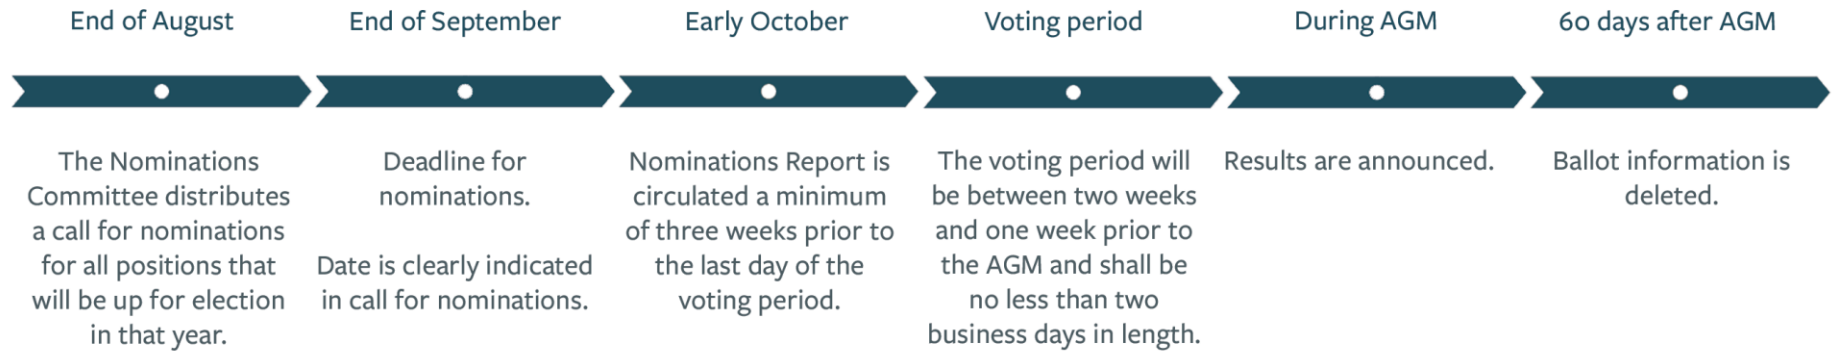 End of August
The Nominations
Committee distributes
a call for nominations
for all positions that
will be up for election
in that year.
End of September
Deadline for
nominations.
Date is clearly indicated
in call for nominations.
Early October
Nominations Report is
circulated a minimum
of three weeks prior to
the last day of the
voting period.
Voting period
The voting period will
be between two weeks
and one week prior to
the AGM and shall be
no less than two
business days in length.
During AGM
Results are announced.
60 days after AGM
Ballot information is
deleted.